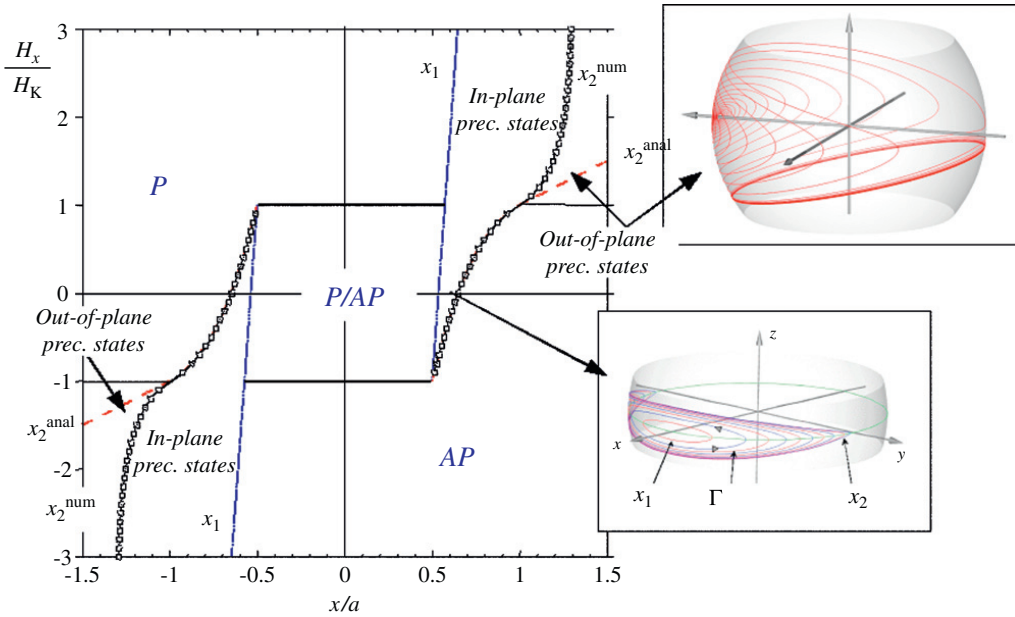 3
H_x
H_K
x_1
x_2^num
In-plane
prec. states
2
x_2^anal
P
1
Out-of-plane
prec. states
0
P/AP
Out-of-plane
prec. states
-1
x_2^anal
In-plane
prec. states
AP
-2
x_2^num
x_1
-3
-1.5
-1
-0.5
0
0.5
1
1.5
x/a
z
x
y
x_1
Γ
x_2